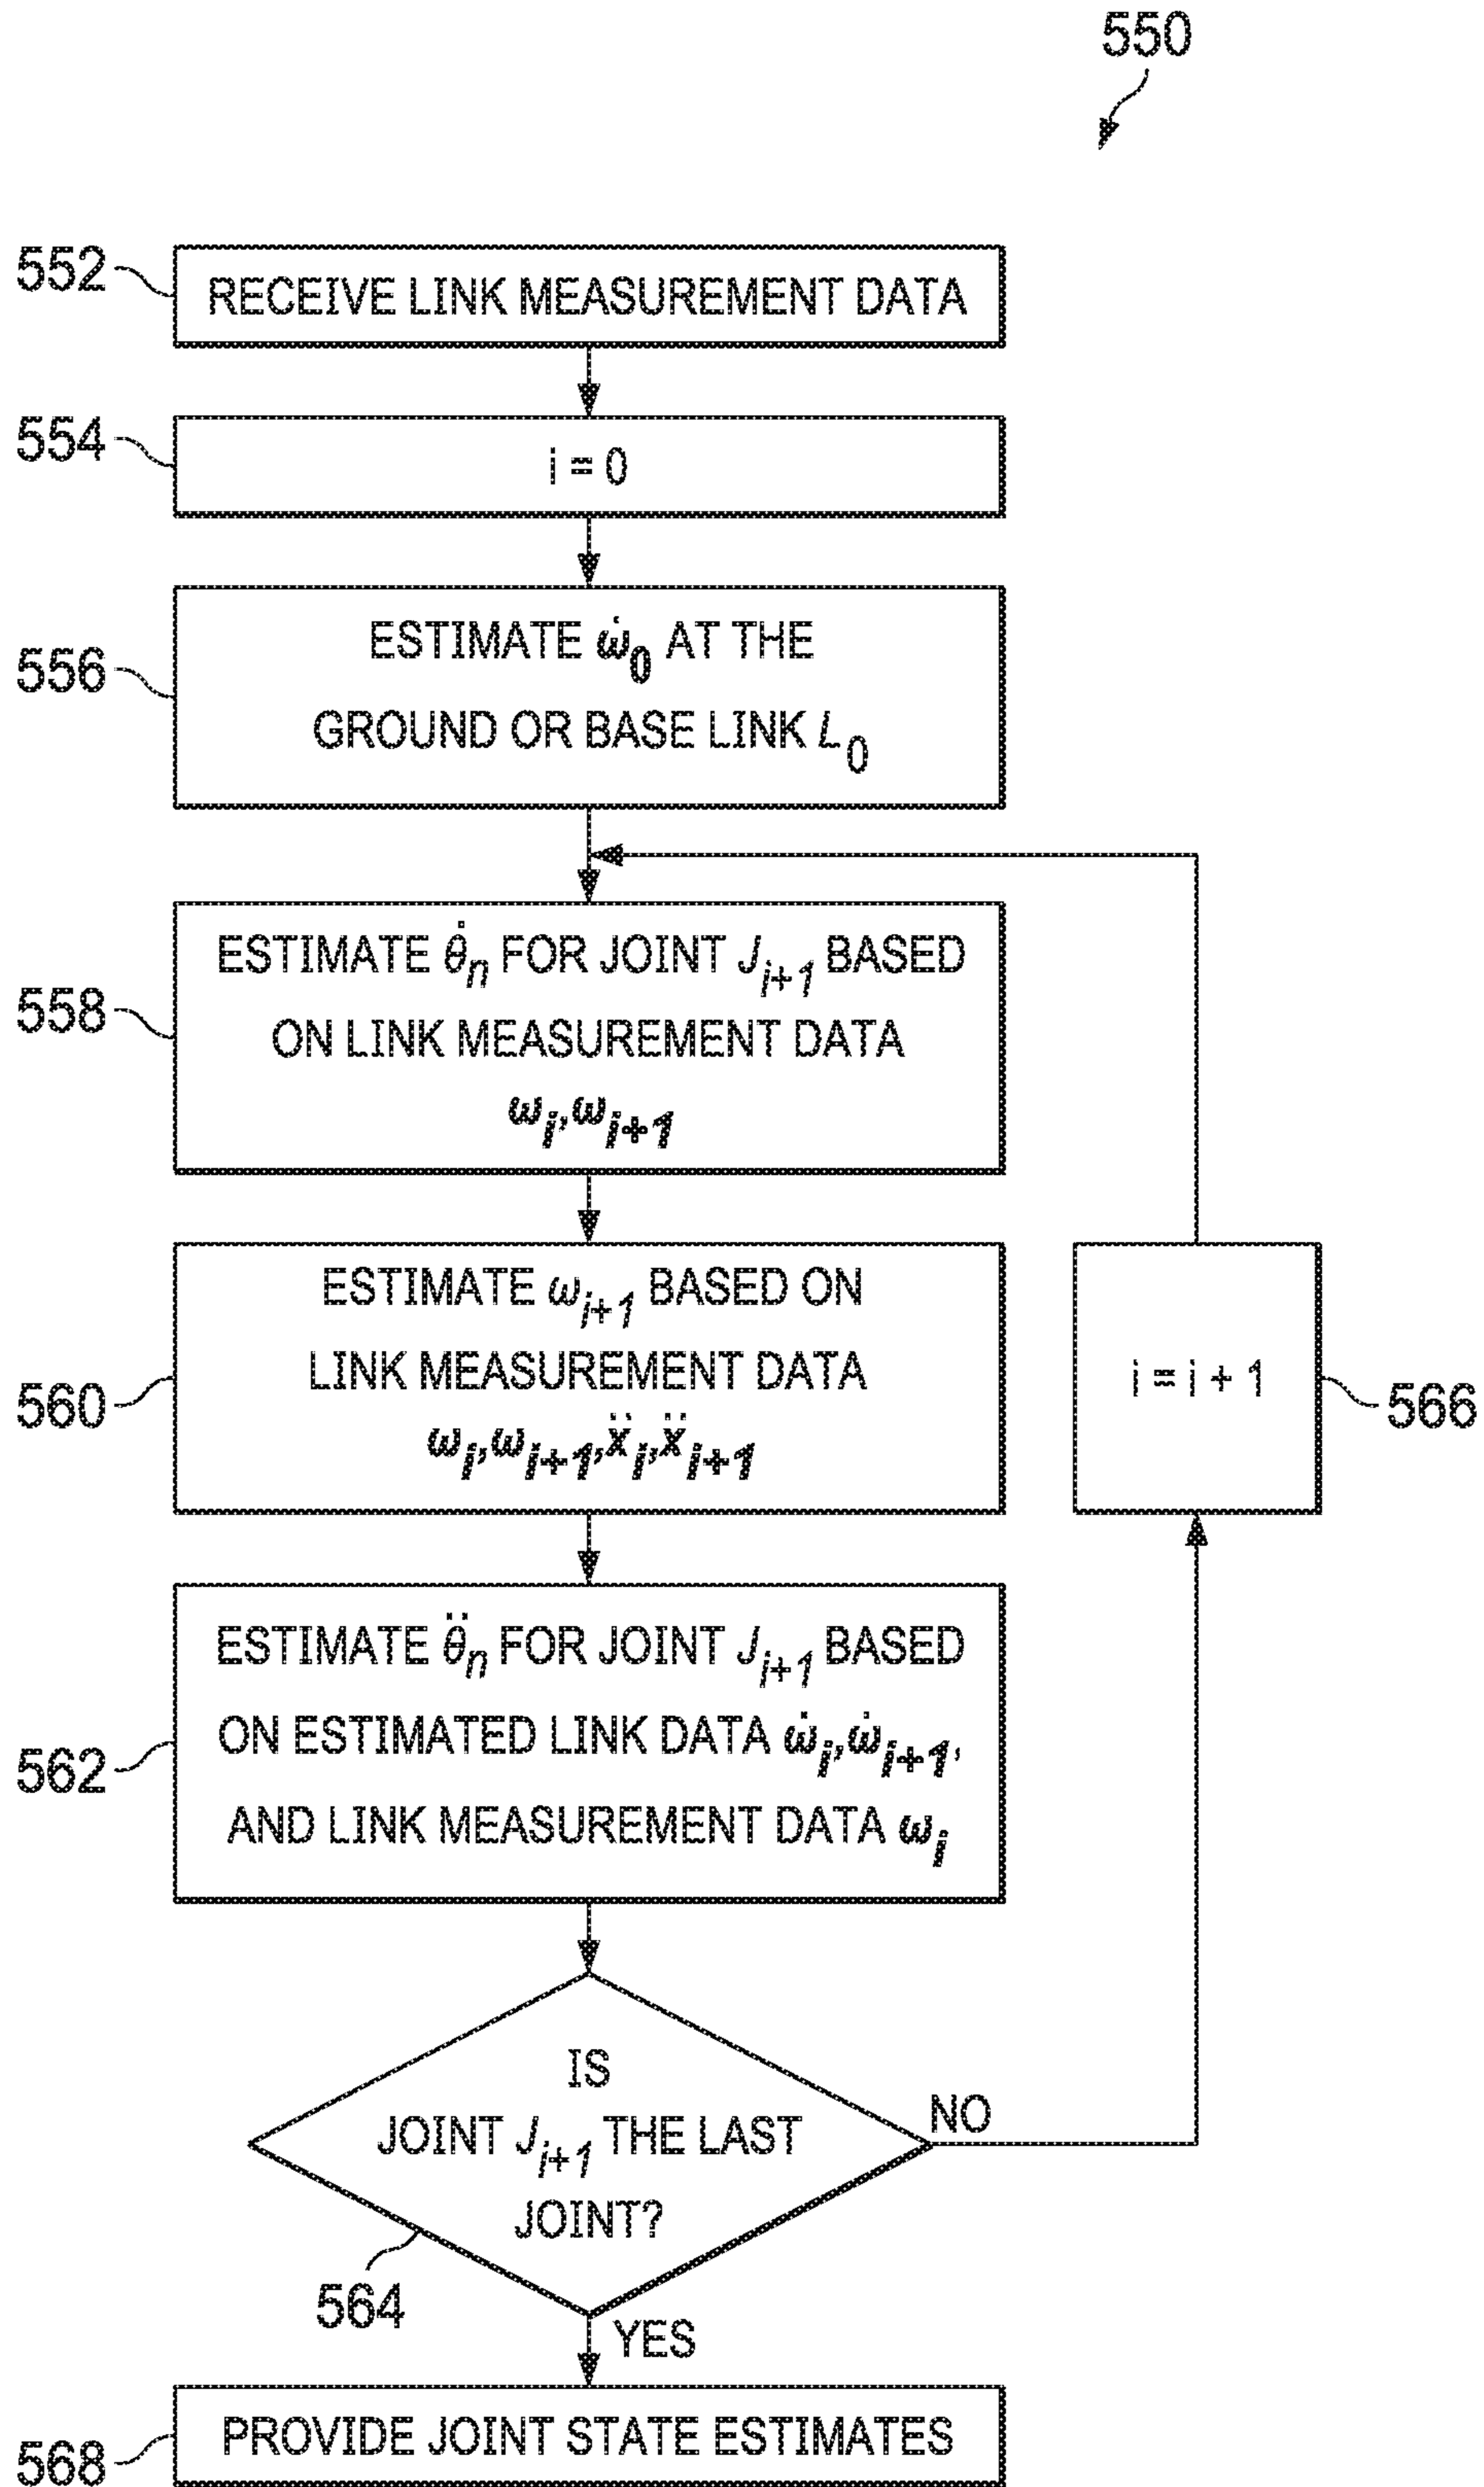 550
552
RECEIVE LINK MEASUREMENT DATA
554
i = 0
556
ESTIMATE ω̇₀ AT THE
GROUND OR BASE LINK L₀
558
ESTIMATE θ̇ₙ FOR JOINT Jᵢ₊₁ BASED
ON LINK MEASUREMENT DATA
ωᵢ,ωᵢ₊₁
560
ESTIMATE ωᵢ₊₁ BASED ON
LINK MEASUREMENT DATA
ωᵢ,ωᵢ₊₁,ẍᵢ,ẍᵢ₊₁
i = i + 1
566
562
ESTIMATE θ̈ₙ FOR JOINT Jᵢ₊₁ BASED
ON ESTIMATED LINK DATA ω̇ᵢ,ω̇ᵢ₊₁,
AND LINK MEASUREMENT DATA ωᵢ
IS
JOINT Jᵢ₊₁ THE LAST
JOINT?
NO
564
YES
568
PROVIDE JOINT STATE ESTIMATES